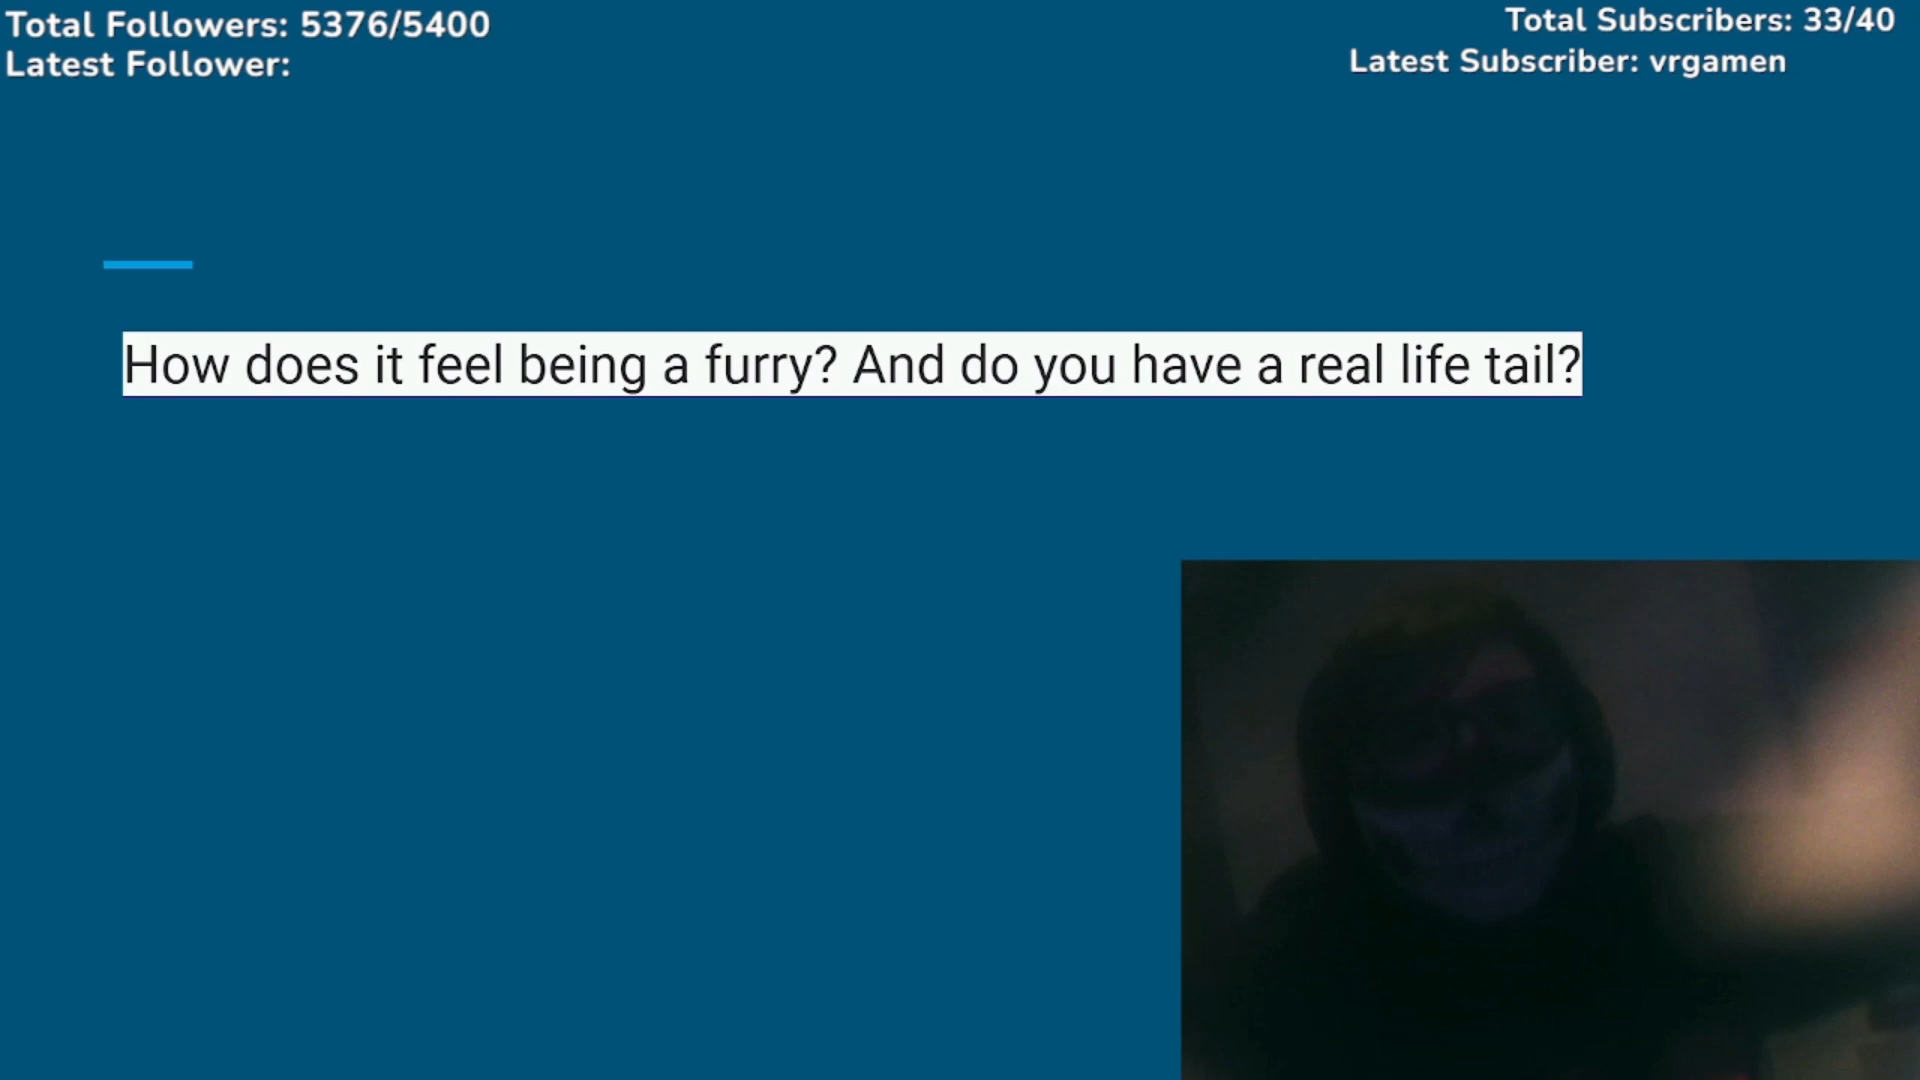 Total Followers: 5376/5400
Latest Follower:
Total Subscribers: 33/40
Latest Subscriber: vrgamen
How does it feel being a furry? And do you have a real life tail?